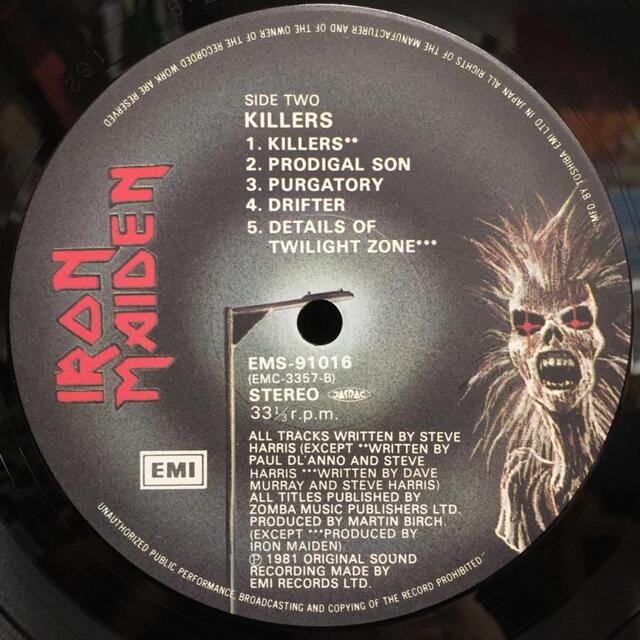 SIDE TWO
KILLERS
1. KILLERS**
2. PRODIGAL SON
3. PURGATORY
4. DRIFTER
5. DETAILS OF
TWILIGHT ZONE***
IRON
MAIDEN
EMS-91016
(EMC-3357-B)
STEREO JASRAC
33⅓ r.p.m.
EMI
ALL TRACKS WRITTEN BY STEVE
HARRIS (EXCEPT **WRITTEN BY
PAUL DL'ANNO AND STEVE
HARRIS ***WRITTEN BY DAVE
MURRAY AND STEVE HARRIS)
ALL TITLES PUBLISHED BY
ZOMBA MUSIC PUBLISHERS LTD.
PRODUCED BY MARTIN BIRCH.
(EXCEPT ***PRODUCED BY
IRON MAIDEN)
℗ 1981 ORIGINAL SOUND
RECORDING MADE BY
EMI RECORDS LTD.
"MFD. BY TOSHIBA EMI LTD IN JAPAN ALL RIGHTS OF THE MANUFACTURER AND OF THE OWNER OF THE RECORDED WORK ARE RESERVED
UNAUTHORIZED PUBLIC PERFORMANCE, BROADCASTING AND COPYING OF THE RECORD PROHIBITED."